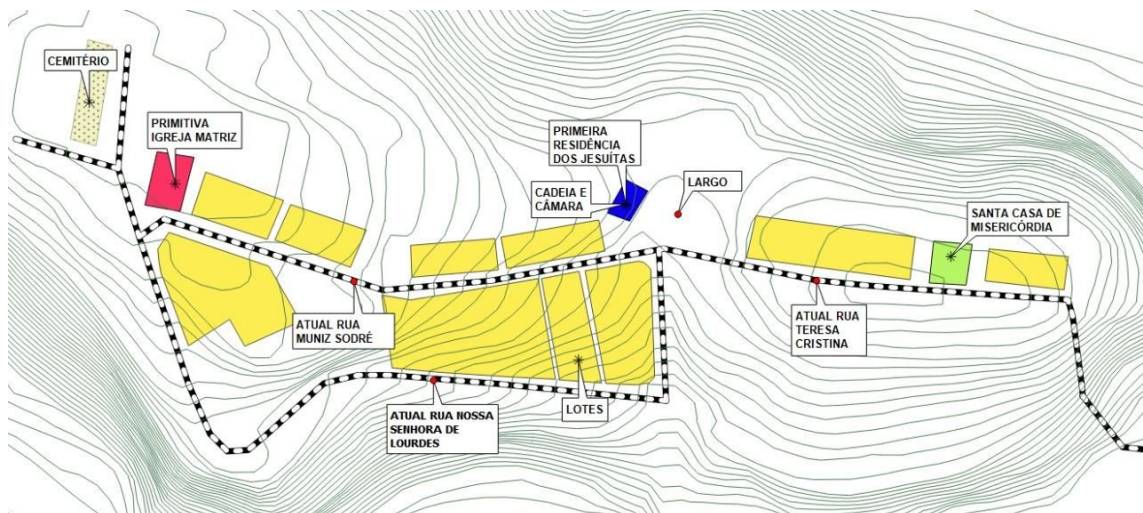 CEMITÉRIO
PRIMITIVA
IGREJA MATRIZ
PRIMEIRA
RESIDÊNCIA
DOS JESUÍTAS
CADEIA E
CÂMARA
LARGO
SANTA CASA DE
MISERICÓRDIA
ATUAL RUA
MUNIZ SODRÉ
ATUAL RUA
TERESA
CRISTINA
ATUAL RUA NOSSA
SENHORA DE
LOURDES
LOTES